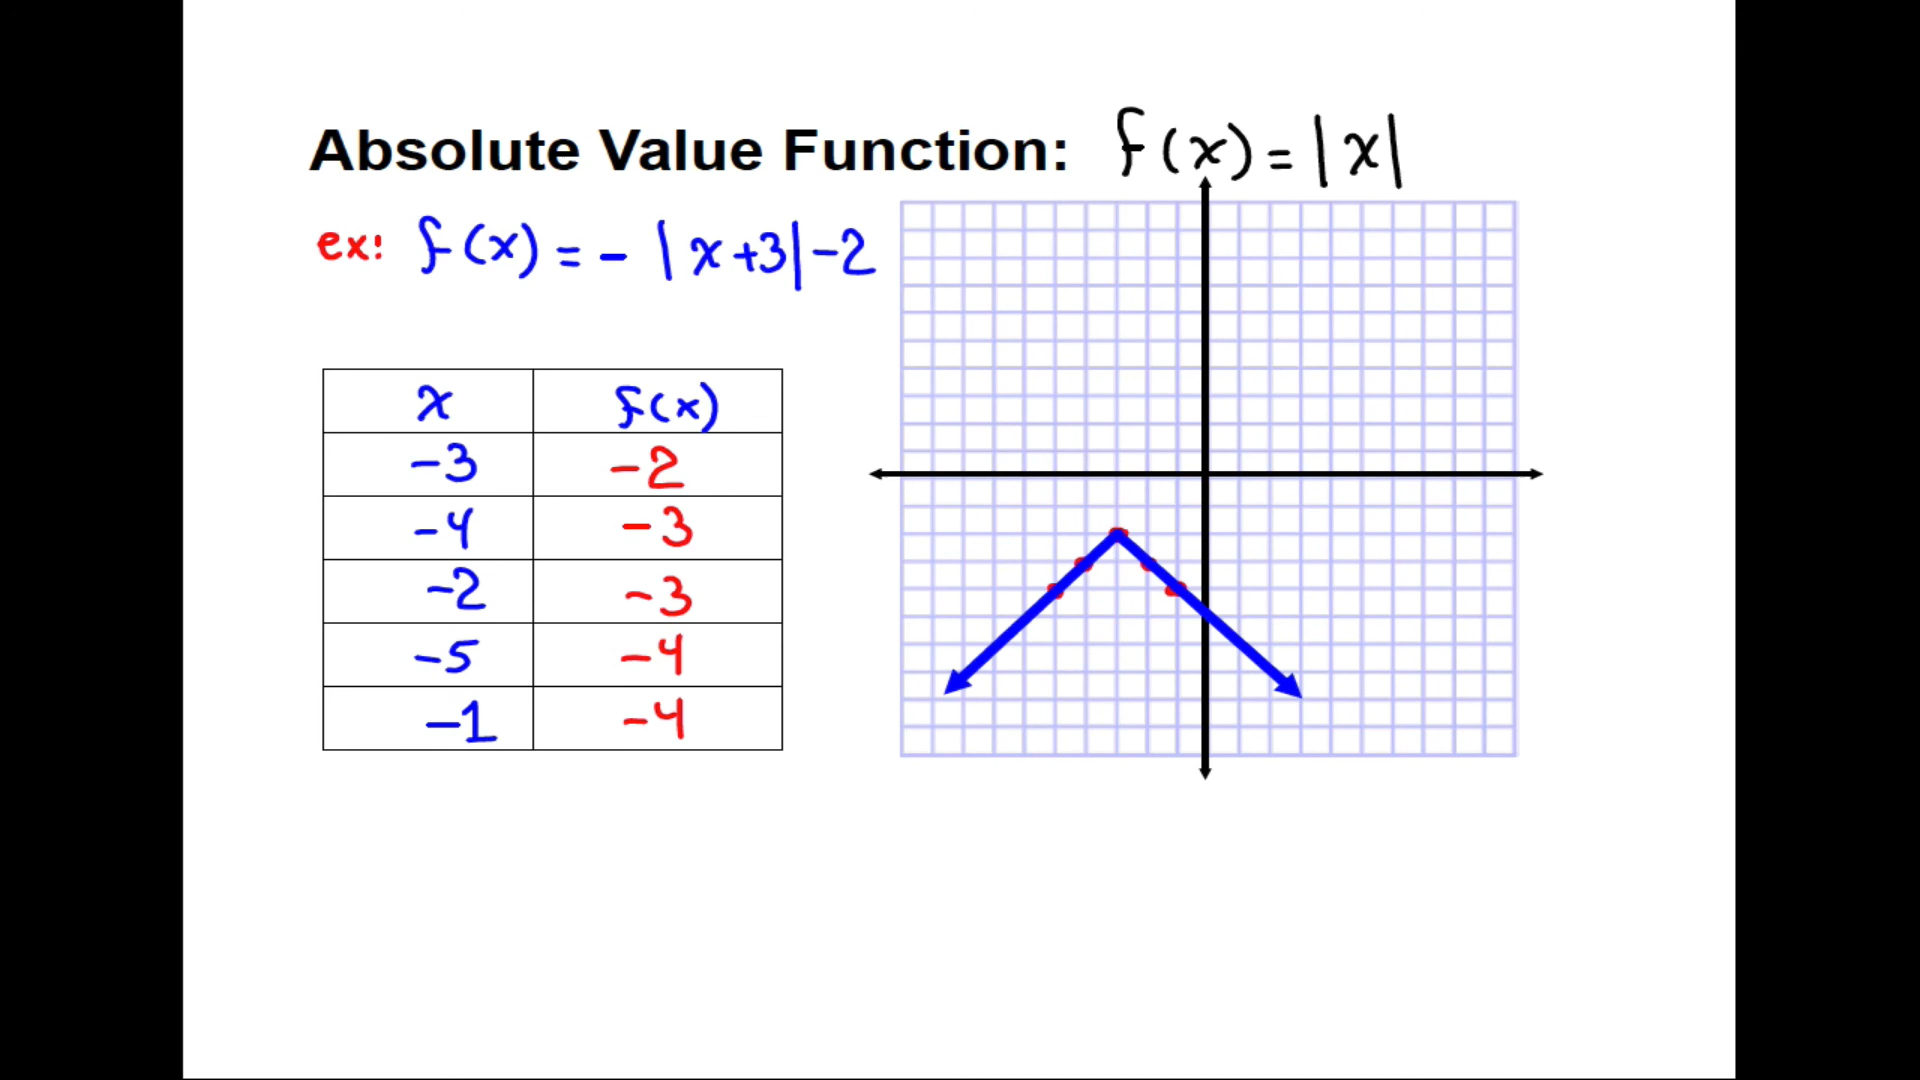 Absolute Value Function: f(x) = |x|
ex: f(x) = - |x+3| -2
x f(x)
-3 -2
-4 -3
-2 -3
-5 -4
-1 -4